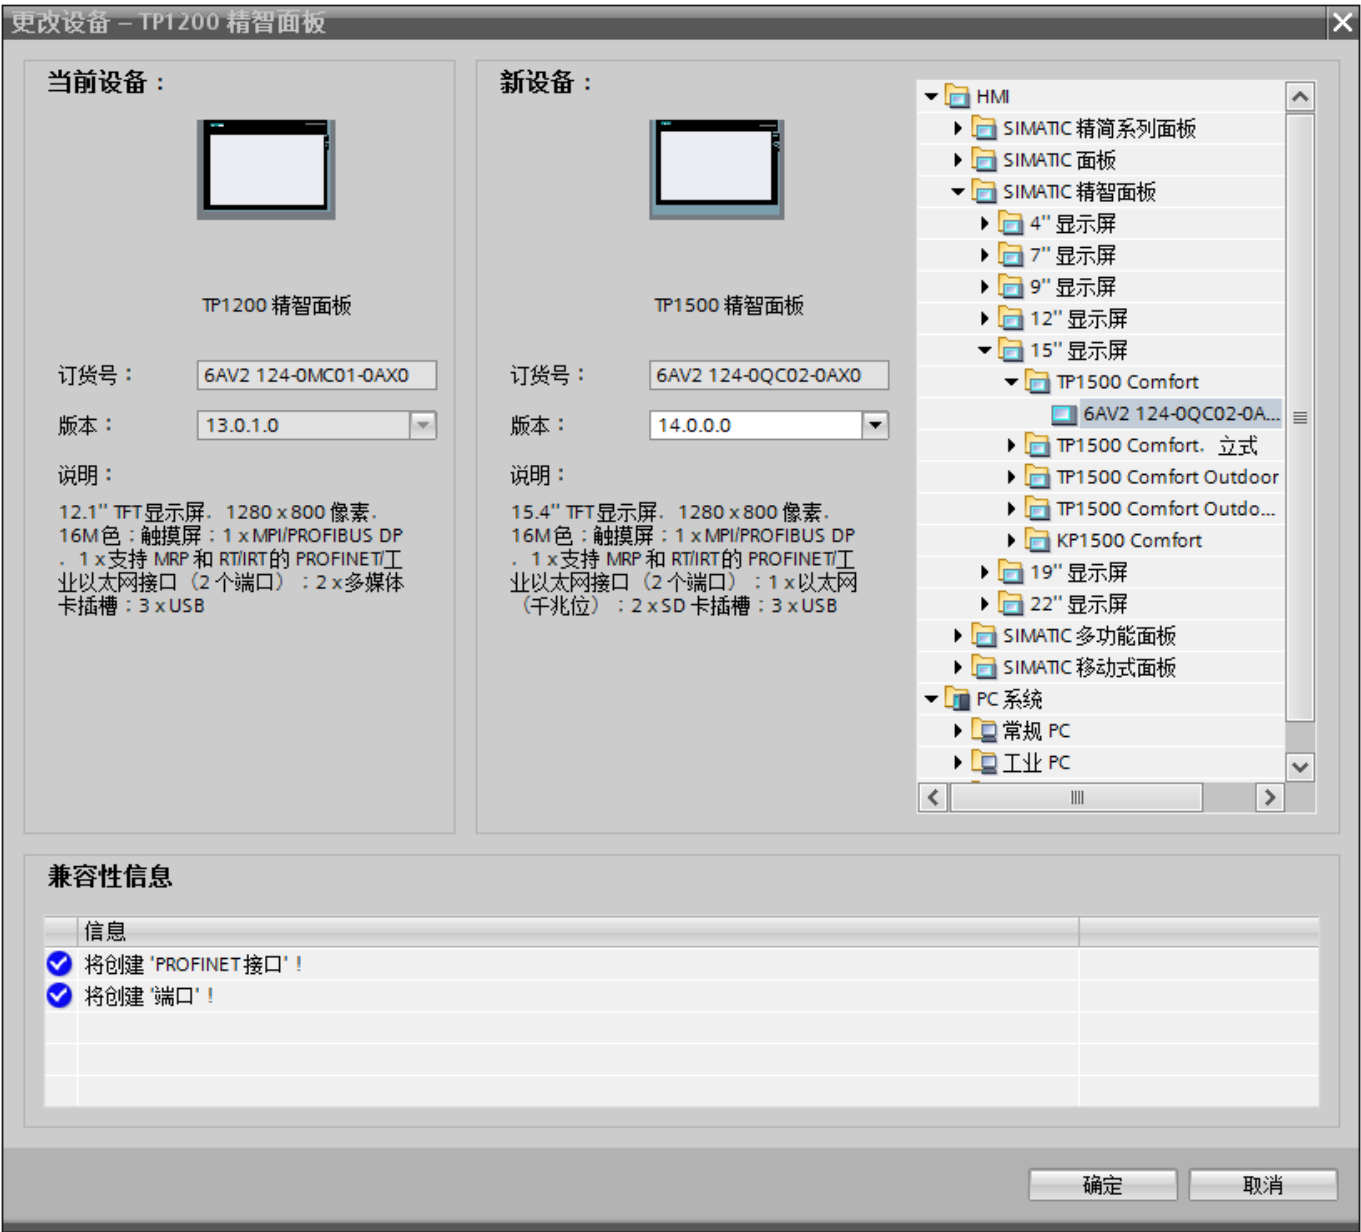 更改设备 – TP1200 精智面板
当前设备：
TP1200 精智面板
订货号：
6AV2 124-0MC01-0AX0
版本：
13.0.1.0
说明：
12.1" TFT显示屏，1280 x 800 像素，
16M色；触摸屏；1 x MPI/PROFIBUS DP
，1 x支持 MRP 和 RT/IRT的 PROFINET/工
业以太网接口（2 个端口）；2 x多媒体
卡插槽；3 x USB
新设备：
TP1500 精智面板
订货号：
6AV2 124-0QC02-0AX0
版本：
14.0.0.0
说明：
15.4" TFT显示屏，1280 x 800 像素，
16M色；触摸屏；1 x MPI/PROFIBUS DP
，1 x支持 MRP 和 RT/IRT的 PROFINET/工
业以太网接口（2 个端口）；1 x以太网
（千兆位）；2 x SD 卡插槽；3 x USB
HMI
SIMATIC 精简系列面板
SIMATIC 面板
SIMATIC 精智面板
4" 显示屏
7" 显示屏
9" 显示屏
12" 显示屏
15" 显示屏
TP1500 Comfort
6AV2 124-0QC02-0A...
TP1500 Comfort，立式
TP1500 Comfort Outdoor
TP1500 Comfort Outdo...
KP1500 Comfort
19" 显示屏
22" 显示屏
SIMATIC 多功能面板
SIMATIC 移动式面板
PC 系统
常规 PC
工业 PC
兼容性信息
信息
将创建 'PROFINET接口'！
将创建 '端口'！
确定
取消